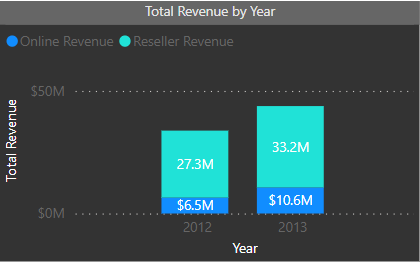 Total Revenue by Year
Online Revenue Reseller Revenue
Total Revenue
$50M
$0M
27.3M
$6.5M
33.2M
$10.6M
2012
2013
Year